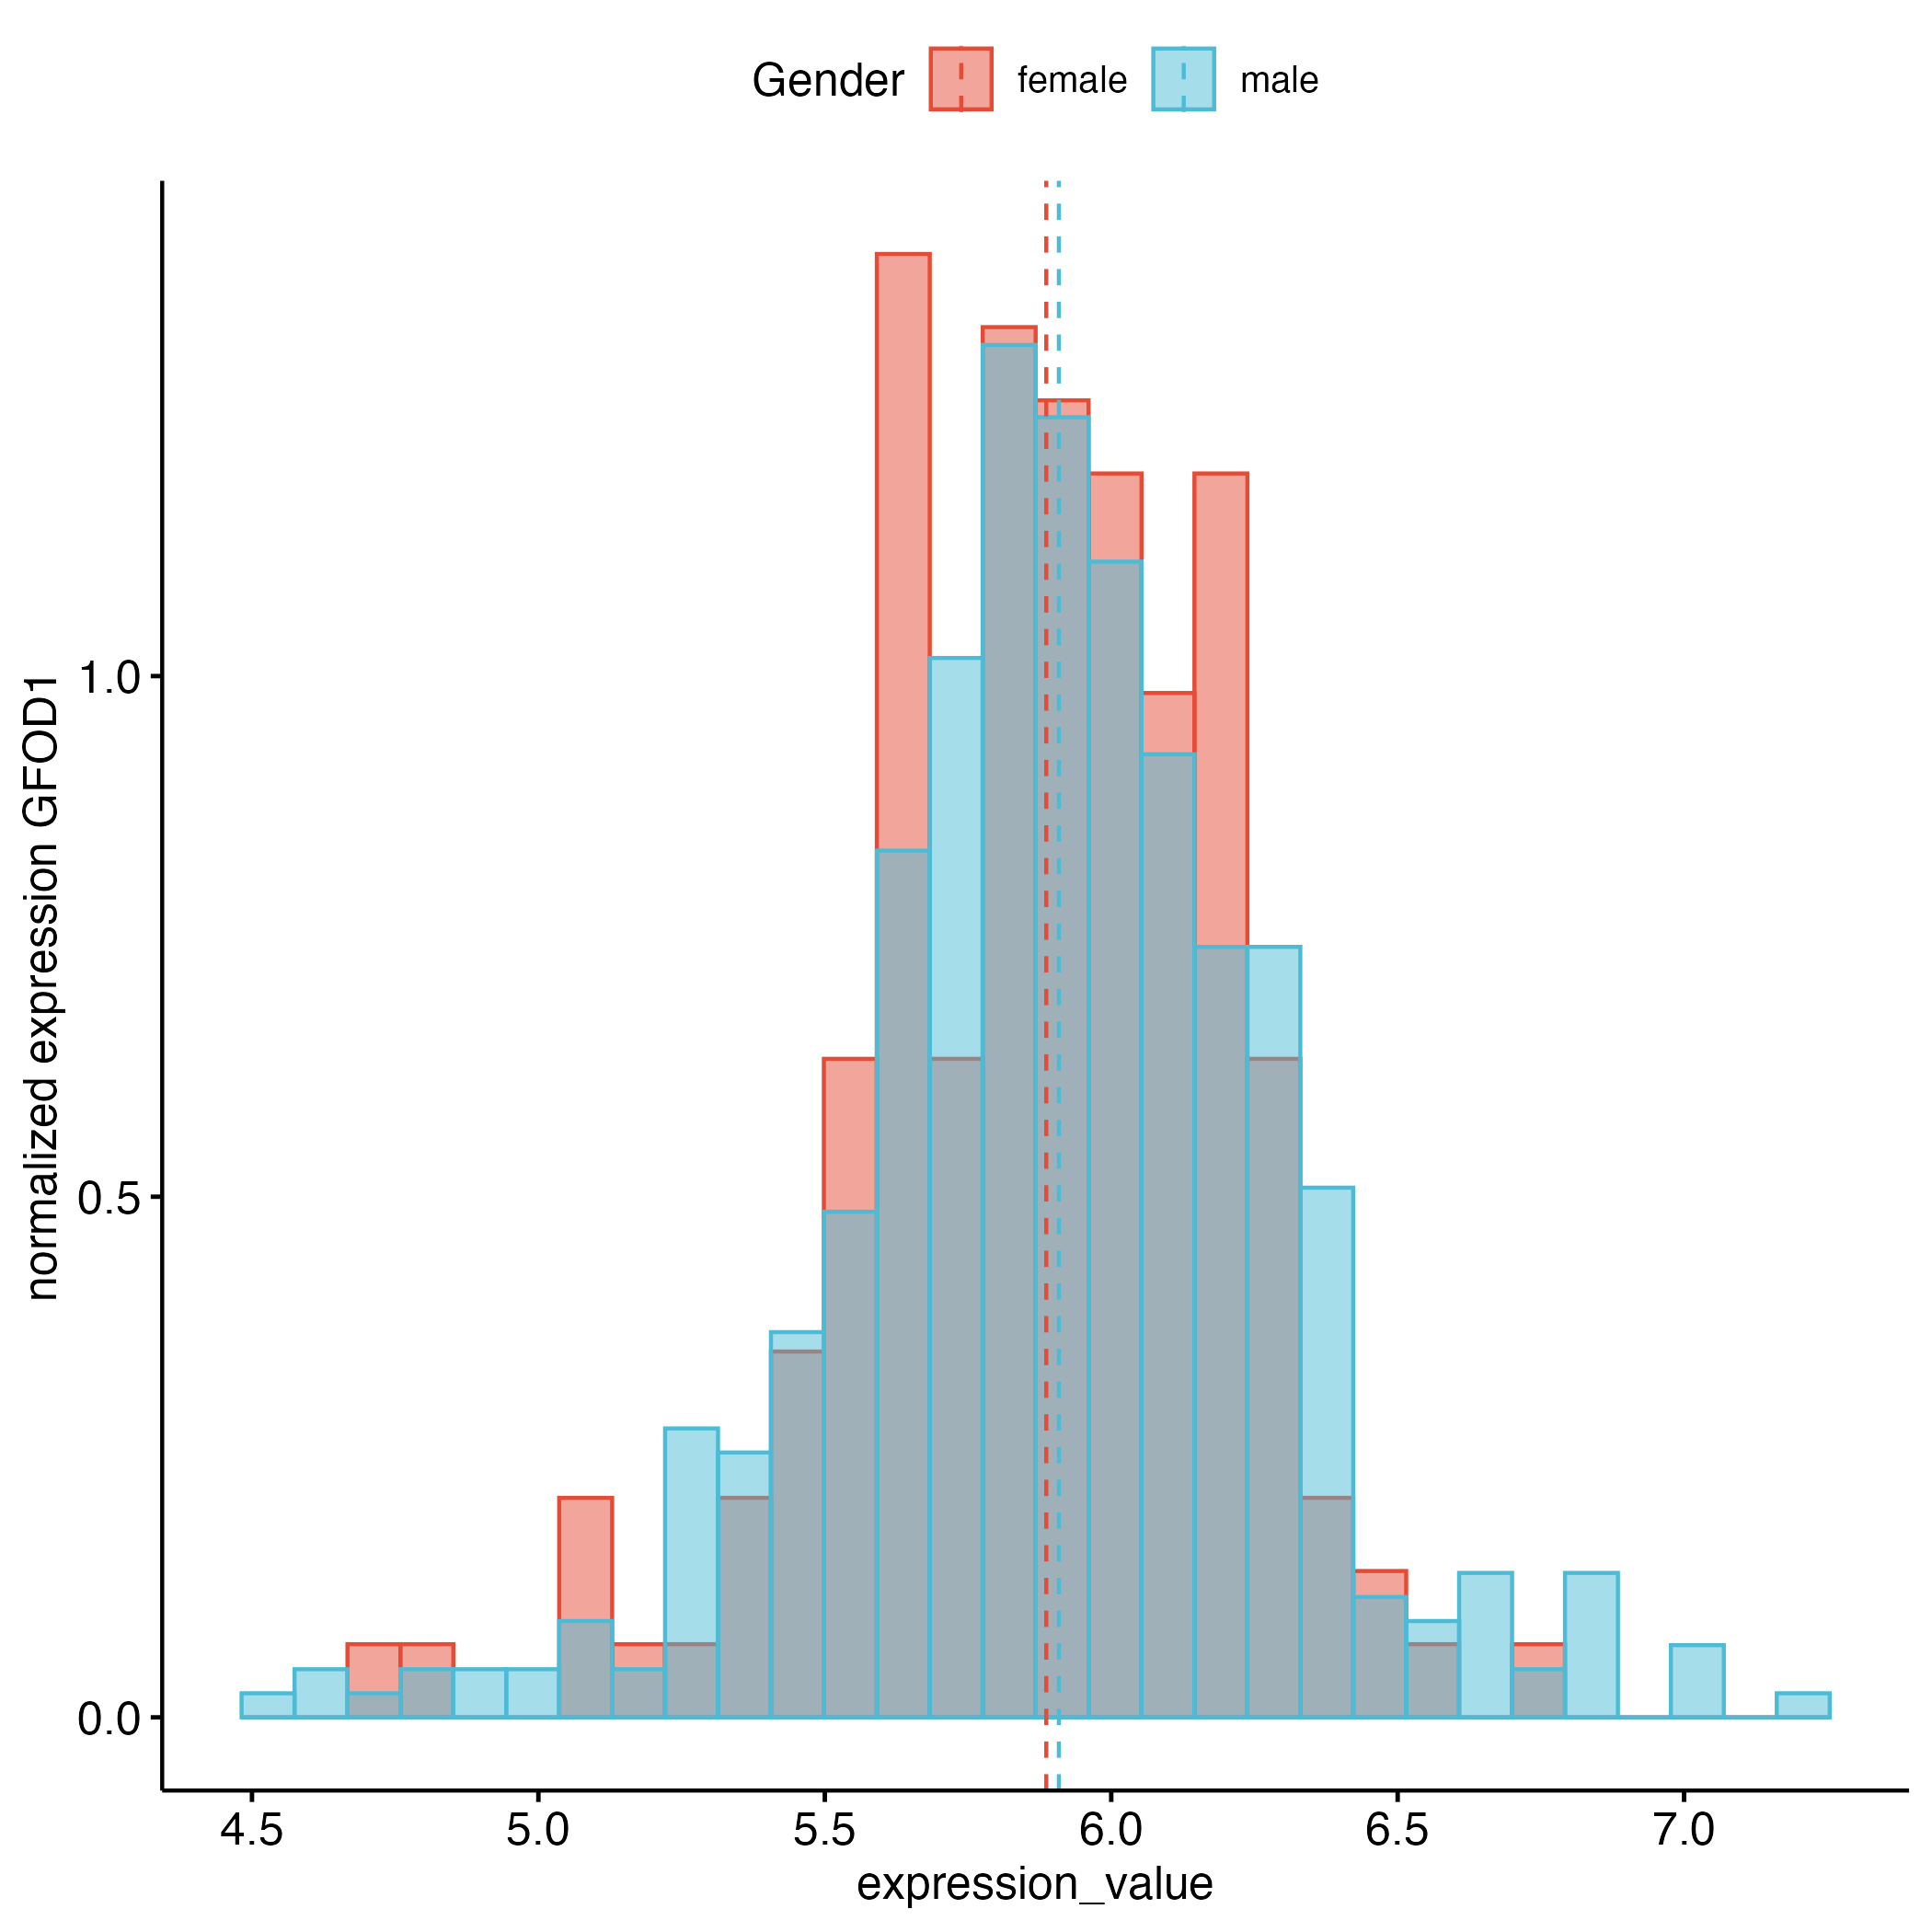 Gender female male
normalized expression GFOD1
1.0
0.5
0.0
4.5 5.0 5.5 6.0 6.5 7.0
expression_value